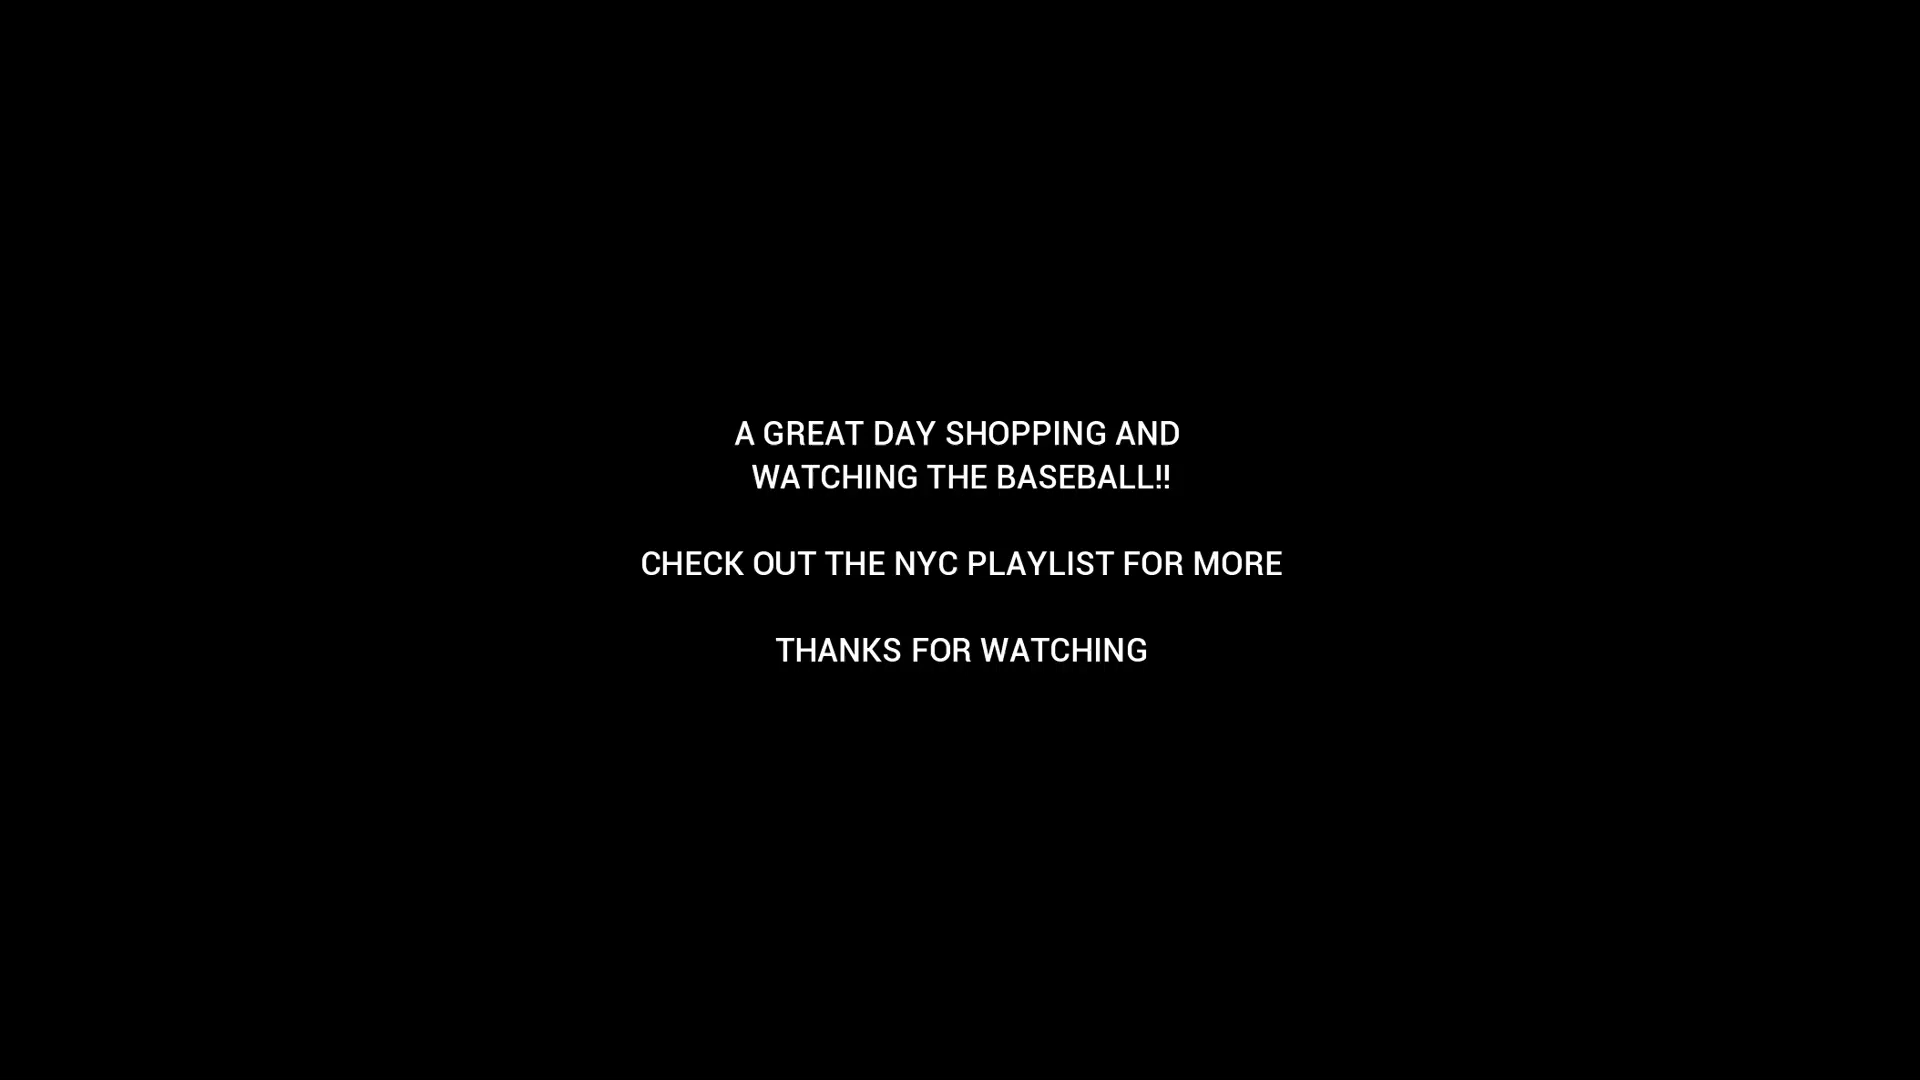 A GREAT DAY SHOPPING AND
WATCHING THE BASEBALL!!
CHECK OUT THE NYC PLAYLIST FOR MORE
THANKS FOR WATCHING